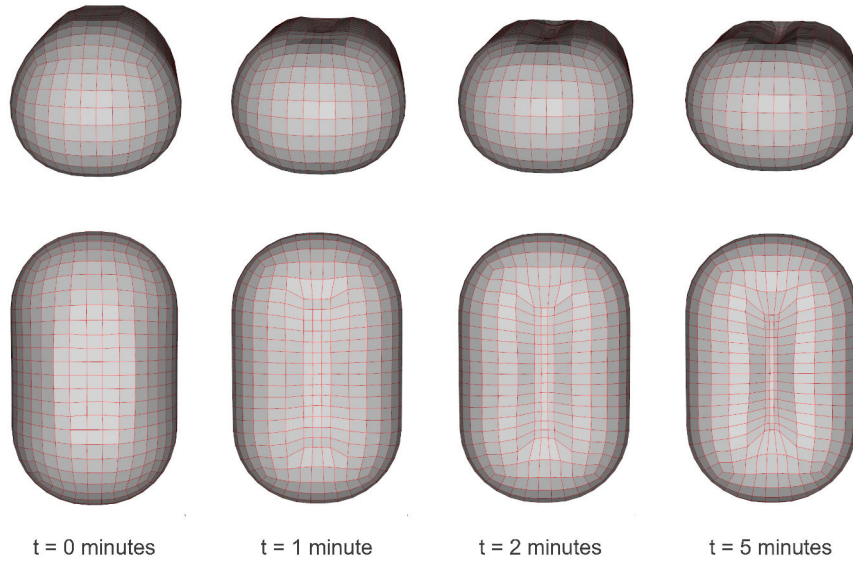 t = 0 minutes
t = 1 minute
t = 2 minutes
t = 5 minutes